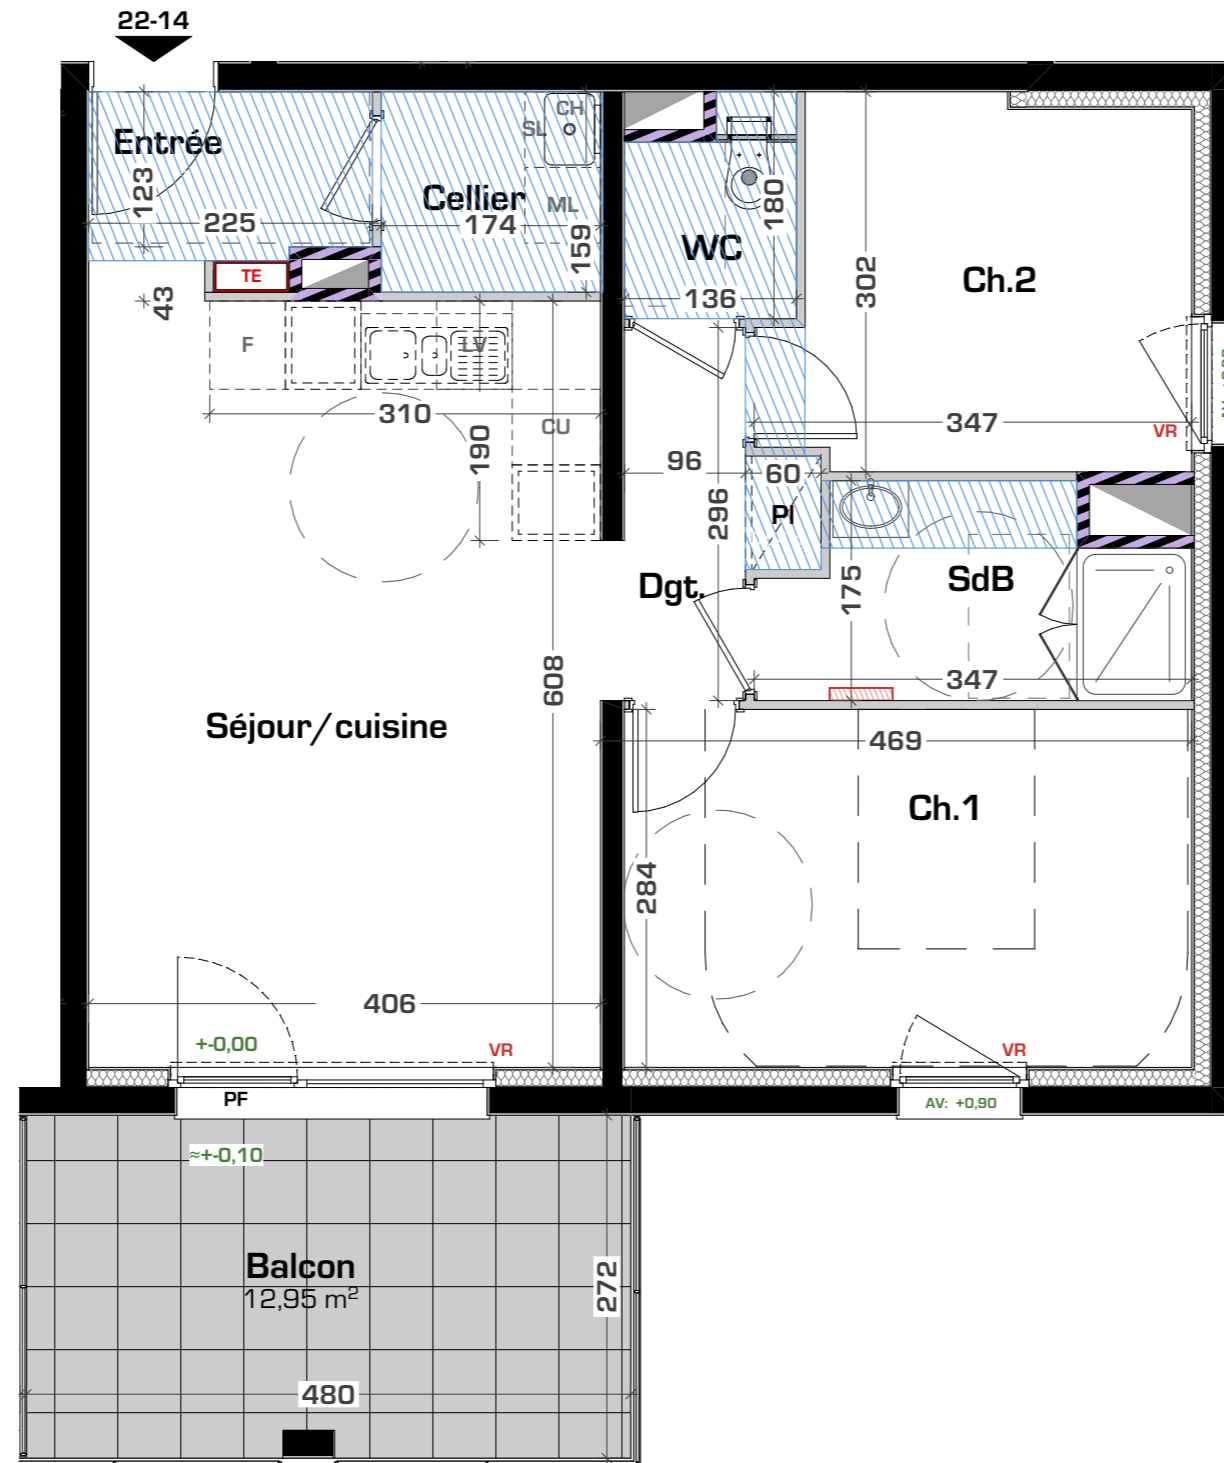 22-14
Entrée
123
225
Cellier
174
159
SL
CH
ML
WC
180
136
Ch.2
302
347
VR
TE
43
F
LV
310
190
CU
96
60
296
Pl
175
SdB
Dgt.
347
608
Séjour/cuisine
469
Ch.1
284
406
+-0,00
VR
VR
PF
AV: +0,90
≈+-0,10
Balcon
12,95 m²
272
480